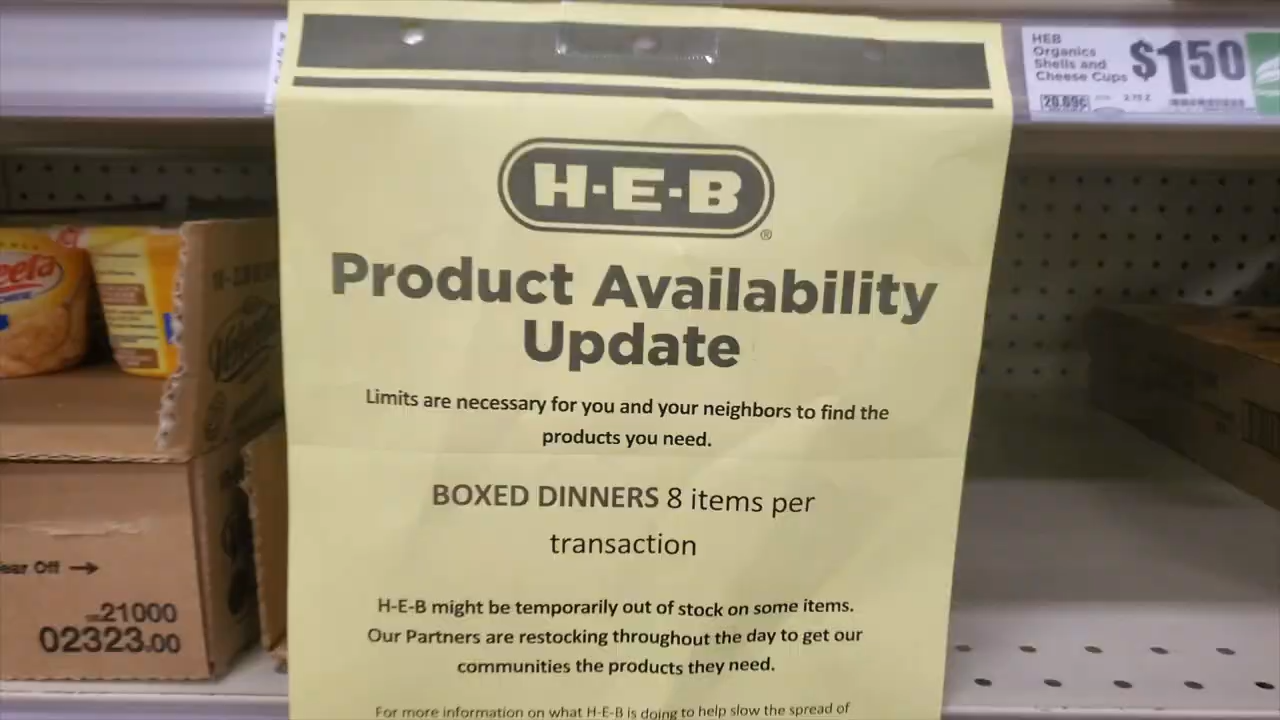 HEB
Organics
Shells and
Cheese Cups
$1.50
H-E-B
®
Product Availability
Update
Limits are necessary for you and your neighbors to find the
products you need.
BOXED DINNERS 8 items per
transaction
H-E-B might be temporarily out of stock on some items.
Our Partners are restocking throughout the day to get our
communities the products they need.
For more information on what H-E-B is doing to help slow the spread of
ear Off →
21000
02323.00